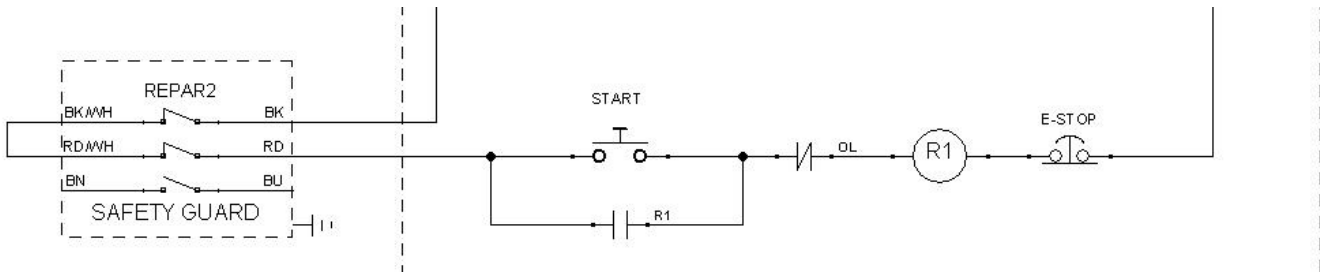 REPAR2
BK/WH BK
RD/WH RD
BN BU
SAFETY GUARD
START
R1
OL
R1
E-STOP